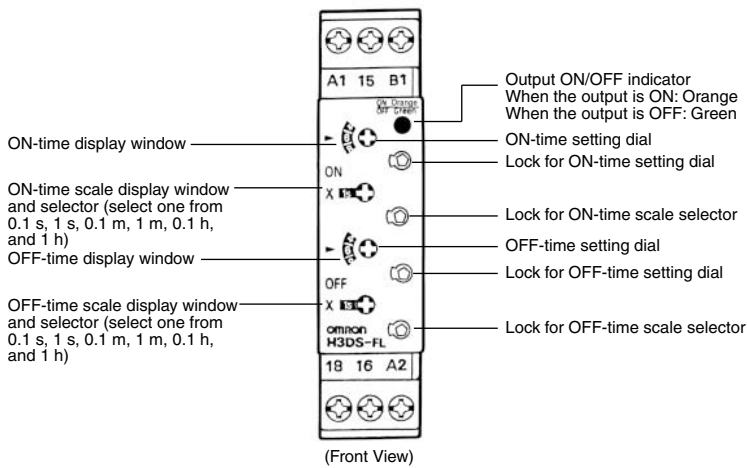 A1 15 B1
ON Orange
OFF Green
Output ON/OFF indicator
When the output is ON: Orange
When the output is OFF: Green
ON-time display window
ON-time setting dial
Lock for ON-time setting dial
ON
ON-time scale display window
and selector (select one from
0.1 s, 1 s, 0.1 m, 1 m, 0.1 h,
and 1 h)
X 1s
Lock for ON-time scale selector
OFF-time display window
OFF-time setting dial
Lock for OFF-time setting dial
OFF
OFF-time scale display window
and selector (select one from
0.1 s, 1 s, 0.1 m, 1 m, 0.1 h,
and 1 h)
X 1s
OMRON
H3DS-FL
Lock for OFF-time scale selector
18 16 A2
(Front View)